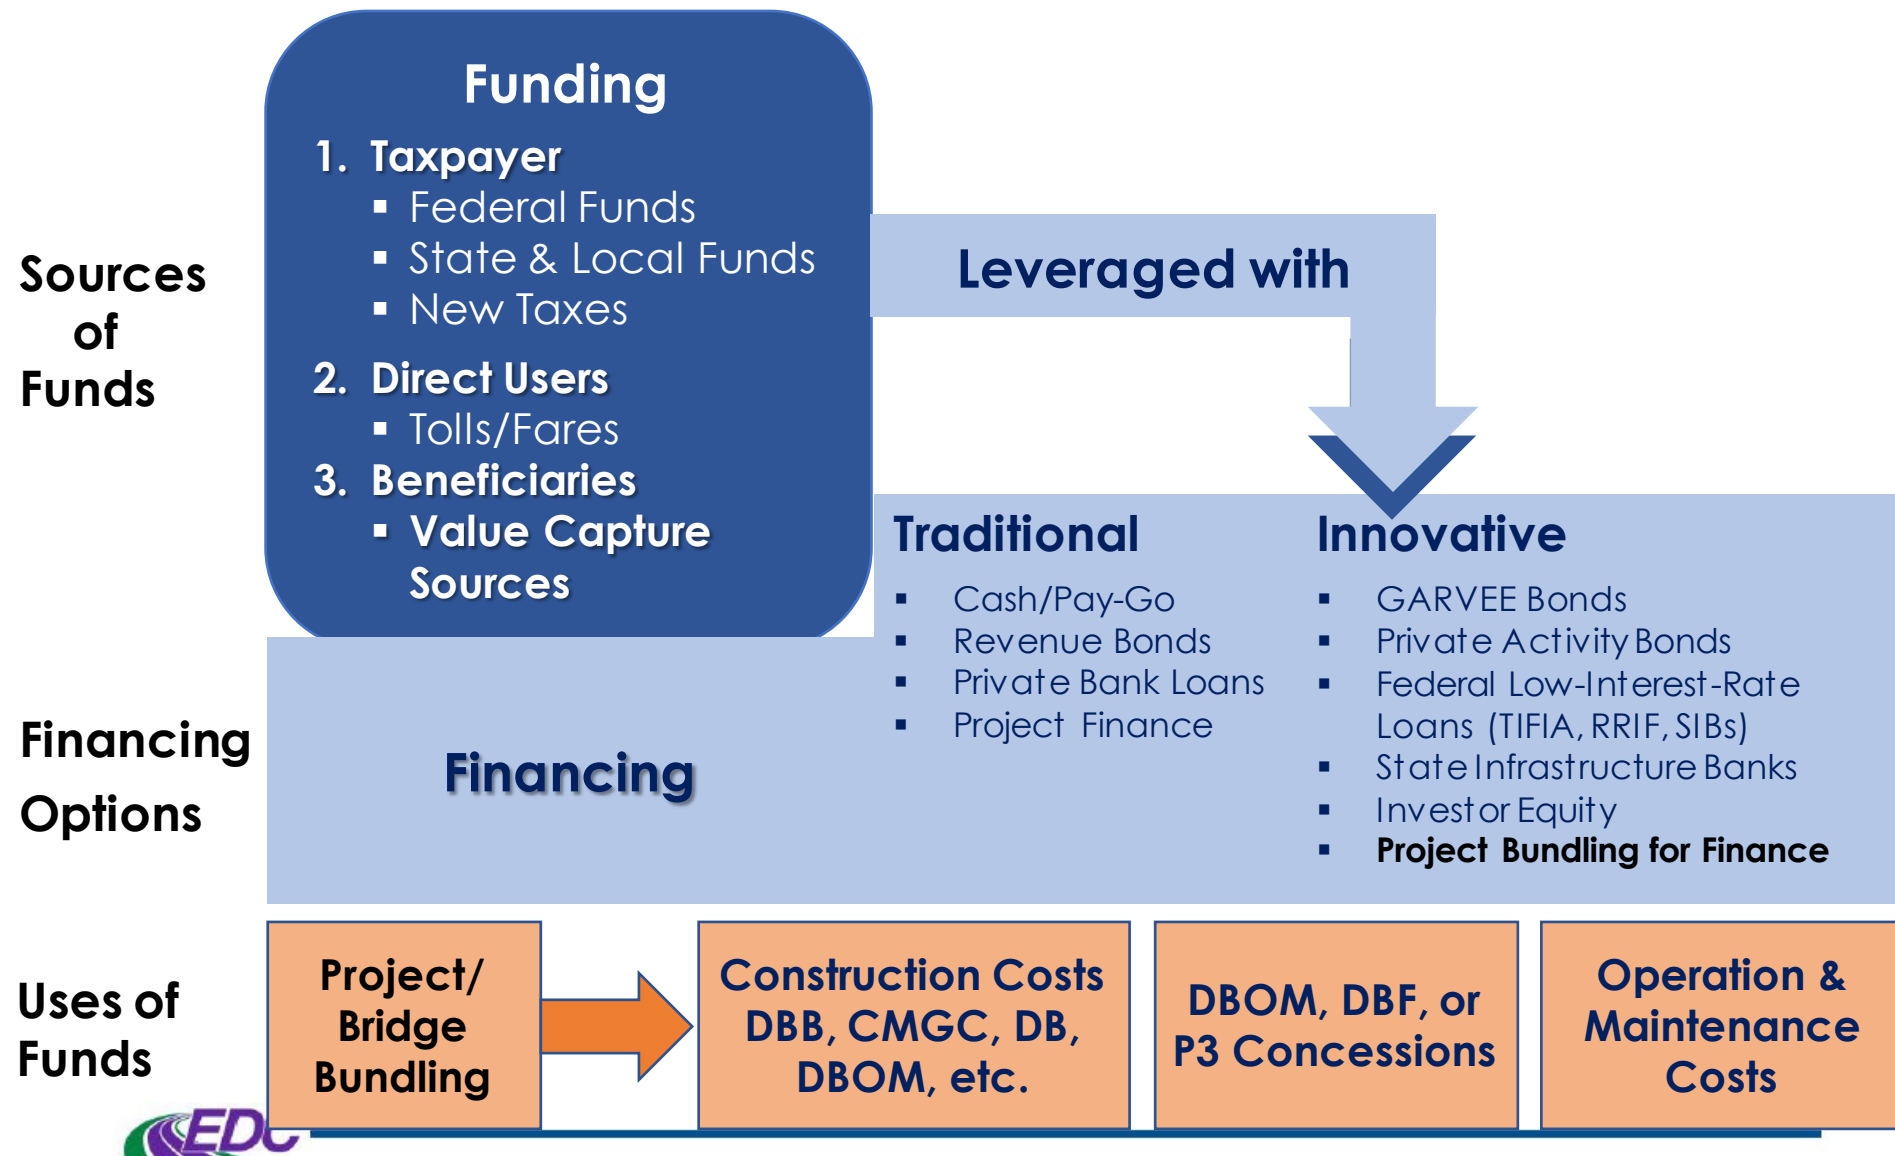 Funding
1. Taxpayer
▪ Federal Funds
▪ State & Local Funds
▪ New Taxes
2. Direct Users
▪ Tolls/Fares
3. Beneficiaries
▪ Value Capture
Sources
Sources
of
Funds
Leveraged with
Traditional
▪ Cash/Pay-Go
▪ Revenue Bonds
▪ Private Bank Loans
▪ Project Finance
Innovative
▪ GARVEE Bonds
▪ Private Activity Bonds
▪ Federal Low-Interest-Rate
Loans (TIFIA, RRIF, SIBs)
▪ State Infrastructure Banks
▪ Investor Equity
▪ Project Bundling for Finance
Financing
Options
Financing
Uses of
Funds
Project/
Bridge
Bundling
Construction Costs
DBB, CMGC, DB,
DBOM, etc.
DBOM, DBF, or
P3 Concessions
Operation &
Maintenance
Costs
EDC